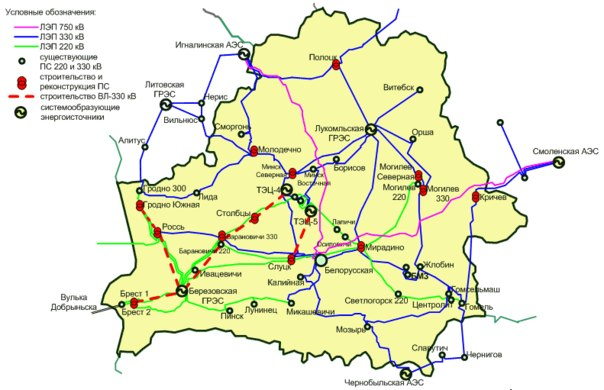 Условные обозначения:
ЛЭП 750 кВ
ЛЭП 330 кВ
ЛЭП 220 кВ
существующие
ПС 220 и 330 кВ
строительство и
реконструкция ПС
строительство ВЛ-330 кВ
системообразующие
энергоисточники
Игналинская АЭС
Полоцк
Литовская
ГРЭС
Нерис
Вильнюс
Витебск
Сморгонь
Лукомльская
ГРЭС
Орша
Алитус
Молодечно
Смоленская АЭС
Минск
Северная
Минск
Восточная
Борисов
Могилев
Северная
Могилев
220
Могилев
330
Кричев
Гродно 300
Гродно Южная
Лида
ТЭЦ-4
ТЭЦ-5
Столбцы
Россь
Барановичи 330
Барановичи 220
Лапичи
Осиповичи
Мирадино
Ивацевичи
Слуцк
Белорусская
Жлобин
БМЗ
Березовская
ГРЭС
Калийная
Брест 1
Брест 2
Вулька
Добрыньска
Пинск
Лунинец
Микашевичи
Светлогорск 220
Гомсельмаш
Центролит
Гомель
Мозырь
Славутич
Чернигов
Чернобыльская АЭС